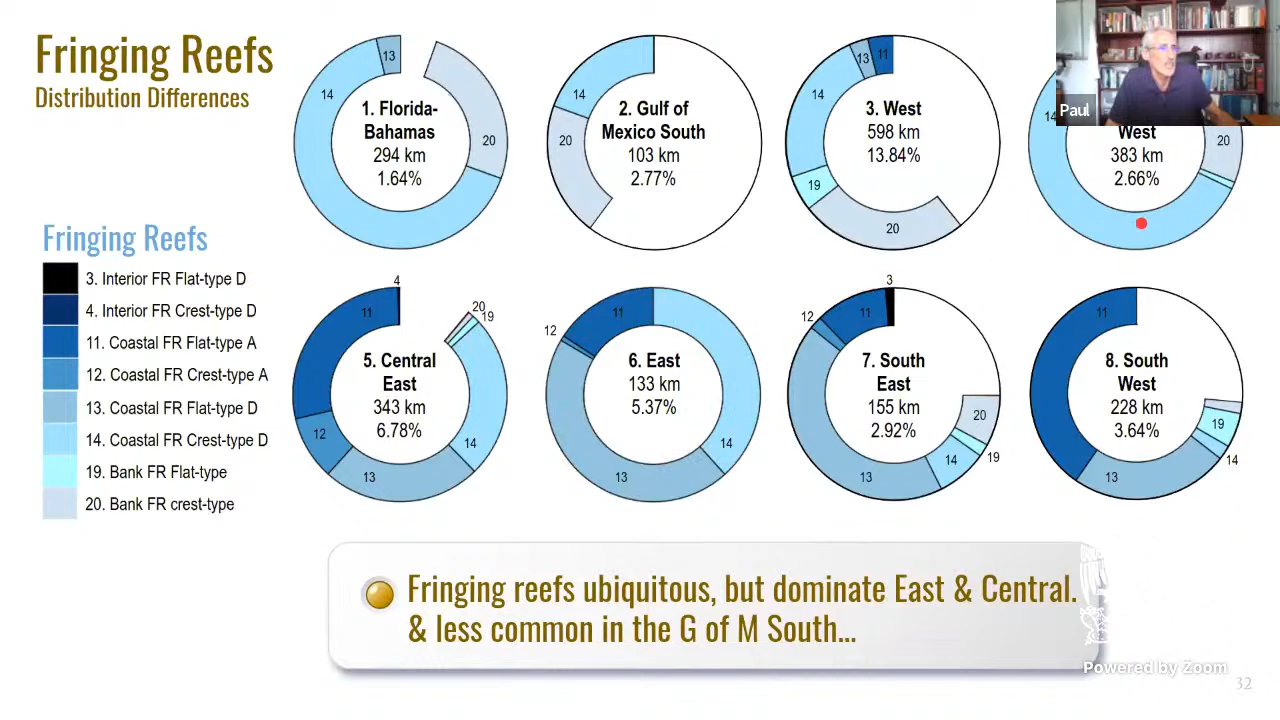 Fringing Reefs
Distribution Differences
13
14
20
1. Florida-
Bahamas
294 km
1.64%
14
20
2. Gulf of
Mexico South
103 km
2.77%
13
11
14
19
20
3. West
598 km
13.84%
Paul
14
20
West
383 km
2.66%
Fringing Reefs
3. Interior FR Flat-type D
4. Interior FR Crest-type D
11. Coastal FR Flat-type A
12. Coastal FR Crest-type A
13. Coastal FR Flat-type D
14. Coastal FR Crest-type D
19. Bank FR Flat-type
20. Bank FR crest-type
4
20
19
11
12
13
14
5. Central
East
343 km
6.78%
12
11
13
14
6. East
133 km
5.37%
3
12
11
20
19
14
13
7. South
East
155 km
2.92%
11
19
14
13
8. South
West
228 km
3.64%
Fringing reefs ubiquitous, but dominate East & Central.
& less common in the G of M South...
Powered by Zoom
32